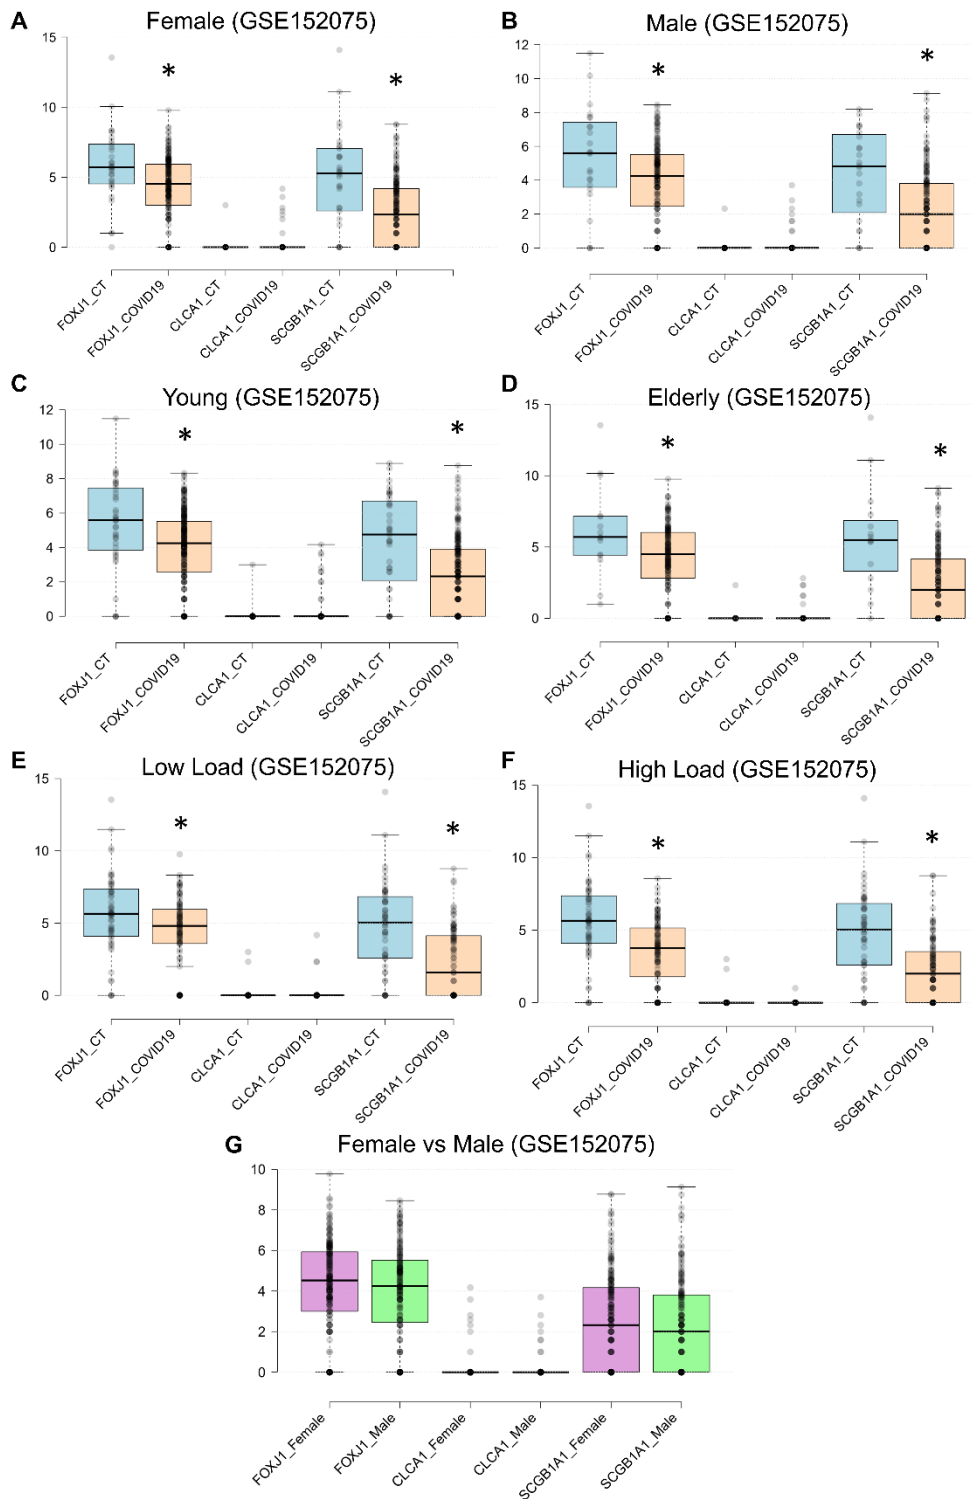 A
Female (GSE152075)
15
10
5
0
*
*
FOXJ1_CT
FOXJ1_COVID19
CLCA1_CT
CLCA1_COVID19
SCGB1A1_CT
SCGB1A1_COVID19
B
Male (GSE152075)
12
10
8
6
4
2
0
*
*
FOXJ1_CT
FOXJ1_COVID19
CLCA1_CT
CLCA1_COVID19
SCGB1A1_CT
SCGB1A1_COVID19
C
Young (GSE152075)
12
10
8
6
4
2
0
*
*
FOXJ1_CT
FOXJ1_COVID19
CLCA1_CT
CLCA1_COVID19
SCGB1A1_CT
SCGB1A1_COVID19
D
Elderly (GSE152075)
15
10
5
0
*
*
FOXJ1_CT
FOXJ1_COVID19
CLCA1_CT
CLCA1_COVID19
SCGB1A1_CT
SCGB1A1_COVID19
E
Low Load (GSE152075)
15
10
5
0
*
*
FOXJ1_CT
FOXJ1_COVID19
CLCA1_CT
CLCA1_COVID19
SCGB1A1_CT
SCGB1A1_COVID19
F
High Load (GSE152075)
15
10
5
0
*
*
FOXJ1_CT
FOXJ1_COVID19
CLCA1_CT
CLCA1_COVID19
SCGB1A1_CT
SCGB1A1_COVID19
G
Female vs Male (GSE152075)
10
8
6
4
2
0
FOXJ1_Female
FOXJ1_Male
CLCA1_Female
CLCA1_Male
SCGB1A1_Female
SCGB1A1_Male